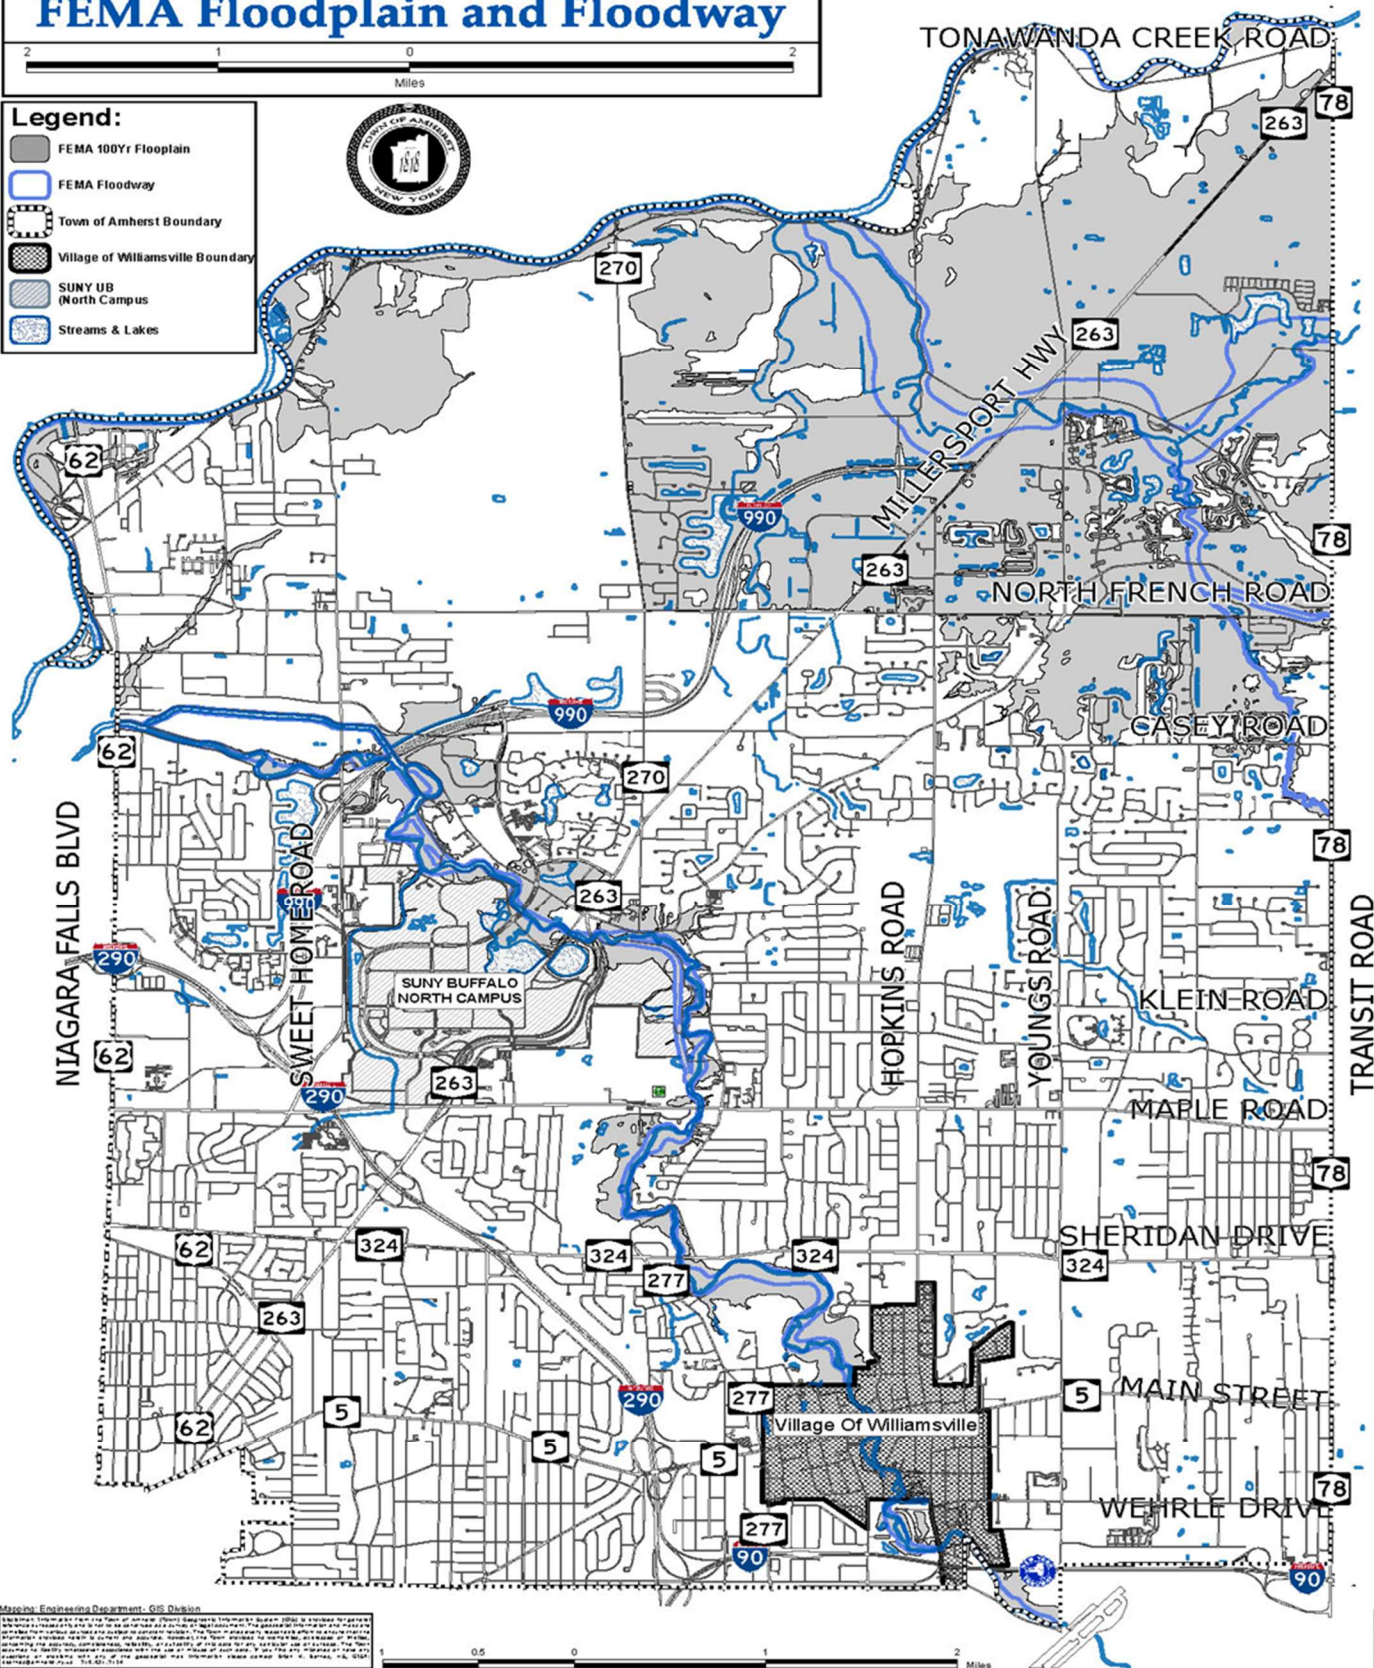 FEMA Floodplain and Floodway
2 1 0 2
Miles
Legend:
FEMA 100Yr Flooplain
FEMA Floodway
Town of Amherst Boundary
Village of Williamsville Boundary
SUNY UB
(North Campus
Streams & Lakes
TOWN OF AMHERST
1818
NEW YORK
TONAWANDA CREEK ROAD
78
263
270
263
MILLERSPORT HWY
62
990
78
263
NORTH FRENCH ROAD
990
CASEY ROAD
62
270
78
NIAGARA FALLS BLVD
SWEET HOME ROAD
990
263
HOPKINS ROAD
YOUNGS ROAD
TRANSIT ROAD
290
SUNY BUFFALO
NORTH CAMPUS
KLEIN ROAD
62
263
290
MAPLE ROAD
78
62
324
324
324
SHERIDAN DRIVE
324
277
263
290
277
5
MAIN STREET
62
5
Village Of Williamsville
5
5
78
WEHRLE DRIVE
277
90
90
Mapping: Engineering Department - GIS Division
1 0.5 0 1 2
Miles